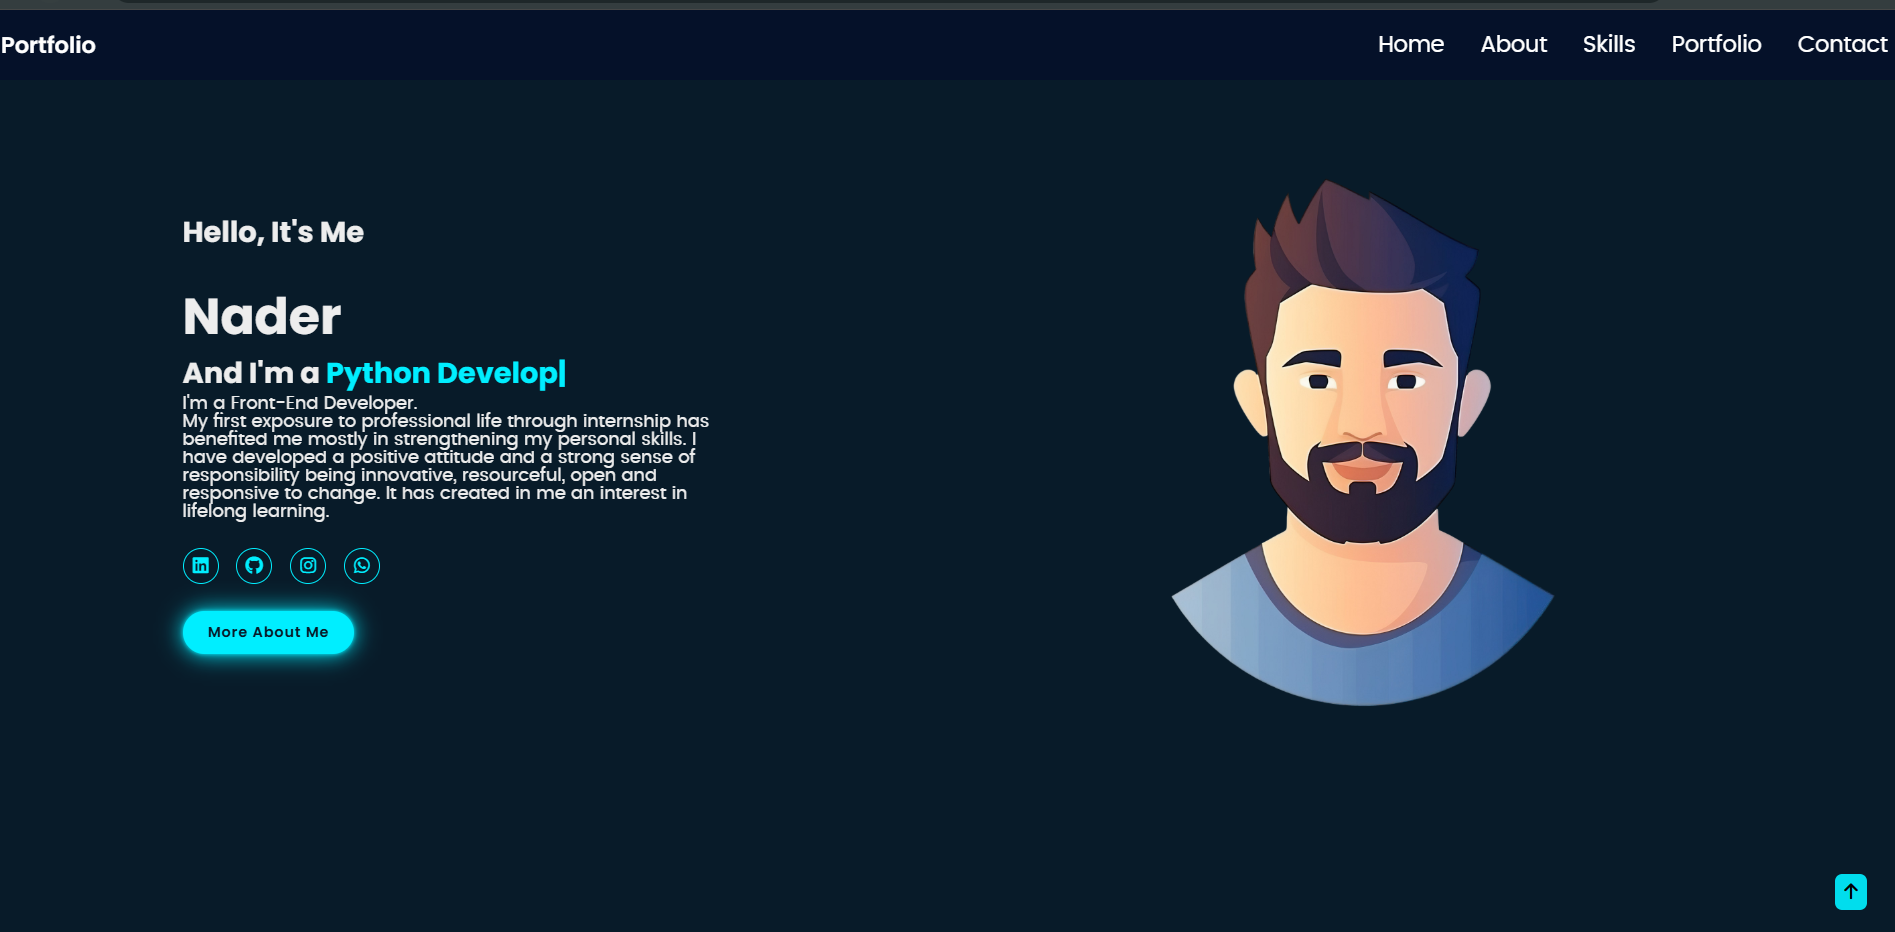 Portfolio
Home About Skills Portfolio Contact
Hello, It's Me
Nader
And I'm a Python Develop|
I'm a Front-End Developer.
My first exposure to professional life through internship has
benefited me mostly in strengthening my personal skills. I
have developed a positive attitude and a strong sense of
responsibility being innovative, resourceful, open and
responsive to change. It has created in me an interest in
lifelong learning.
in
More About Me